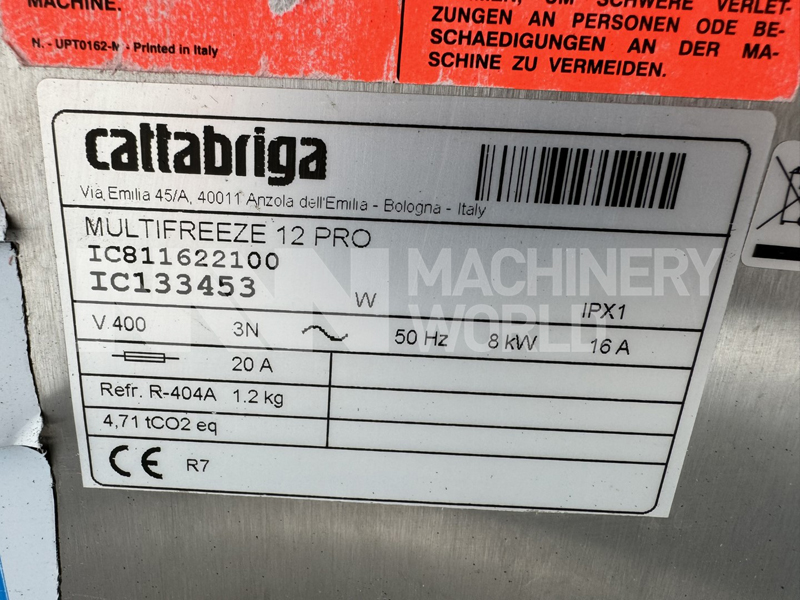 MACHINE.
N. - UPT0162-M - Printed in Italy
ZUNGEN AN PERSONEN ODE BE-
SCHAEDIGUNGEN AN DER MA-
SCHINE ZU VERMEIDEN.
cattabriga
Via Emilia 45/A, 40011 Anzola dell'Emilia - Bologna - Italy
MULTIFREEZE 12 PRO
IC811622100
IC133453
W
IPX1
MACHINERY
WORLD
V 400 3N 50 Hz 8 kW 16 A
20 A
Refr. R-404A 1.2 kg
4,71 tCO2 eq
CE R7